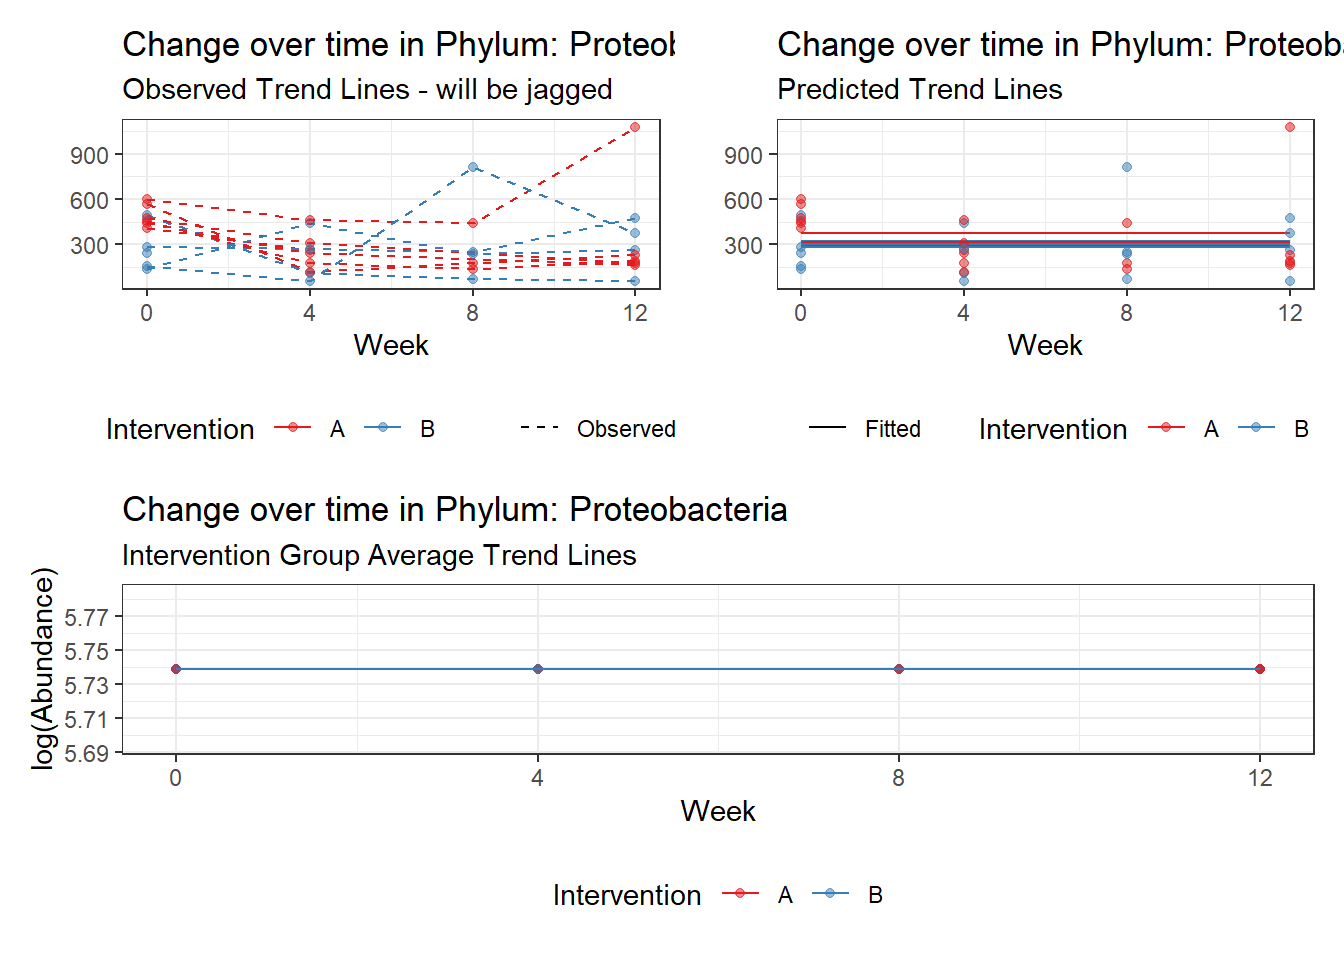 Change over time in Phylum: Proteob
Observed Trend Lines - will be jagged
900
600
300
0 4 8 12
Week
Intervention A B Observed
Change over time in Phylum: Proteoba
Predicted Trend Lines
900
600
300
0 4 8 12
Week
Fitted Intervention A B
Change over time in Phylum: Proteobacteria
Intervention Group Average Trend Lines
log(Abundance)
5.77
5.75
5.73
5.71
5.69
0 4 8 12
Week
Intervention A B